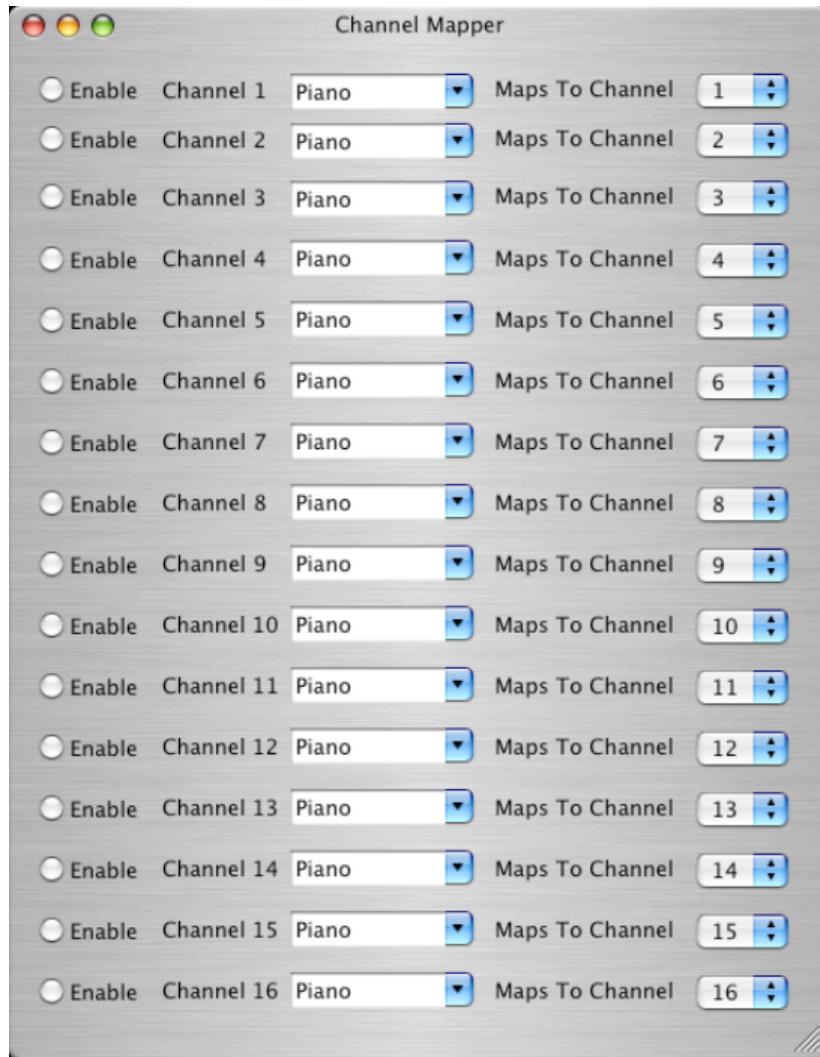 Channel Mapper
Enable Channel 1 Piano Maps To Channel 1
Enable Channel 2 Piano Maps To Channel 2
Enable Channel 3 Piano Maps To Channel 3
Enable Channel 4 Piano Maps To Channel 4
Enable Channel 5 Piano Maps To Channel 5
Enable Channel 6 Piano Maps To Channel 6
Enable Channel 7 Piano Maps To Channel 7
Enable Channel 8 Piano Maps To Channel 8
Enable Channel 9 Piano Maps To Channel 9
Enable Channel 10 Piano Maps To Channel 10
Enable Channel 11 Piano Maps To Channel 11
Enable Channel 12 Piano Maps To Channel 12
Enable Channel 13 Piano Maps To Channel 13
Enable Channel 14 Piano Maps To Channel 14
Enable Channel 15 Piano Maps To Channel 15
Enable Channel 16 Piano Maps To Channel 16